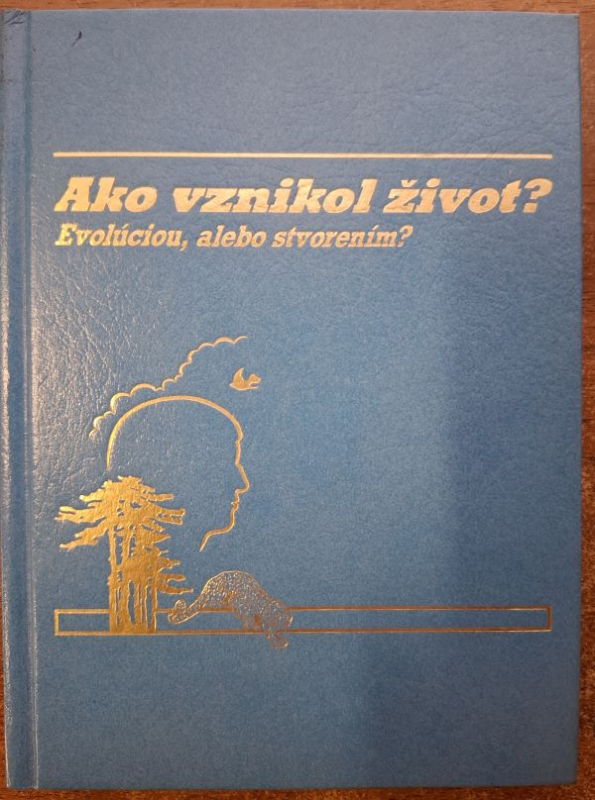 Ako vznikol život?
Evolúciou, alebo stvorením?